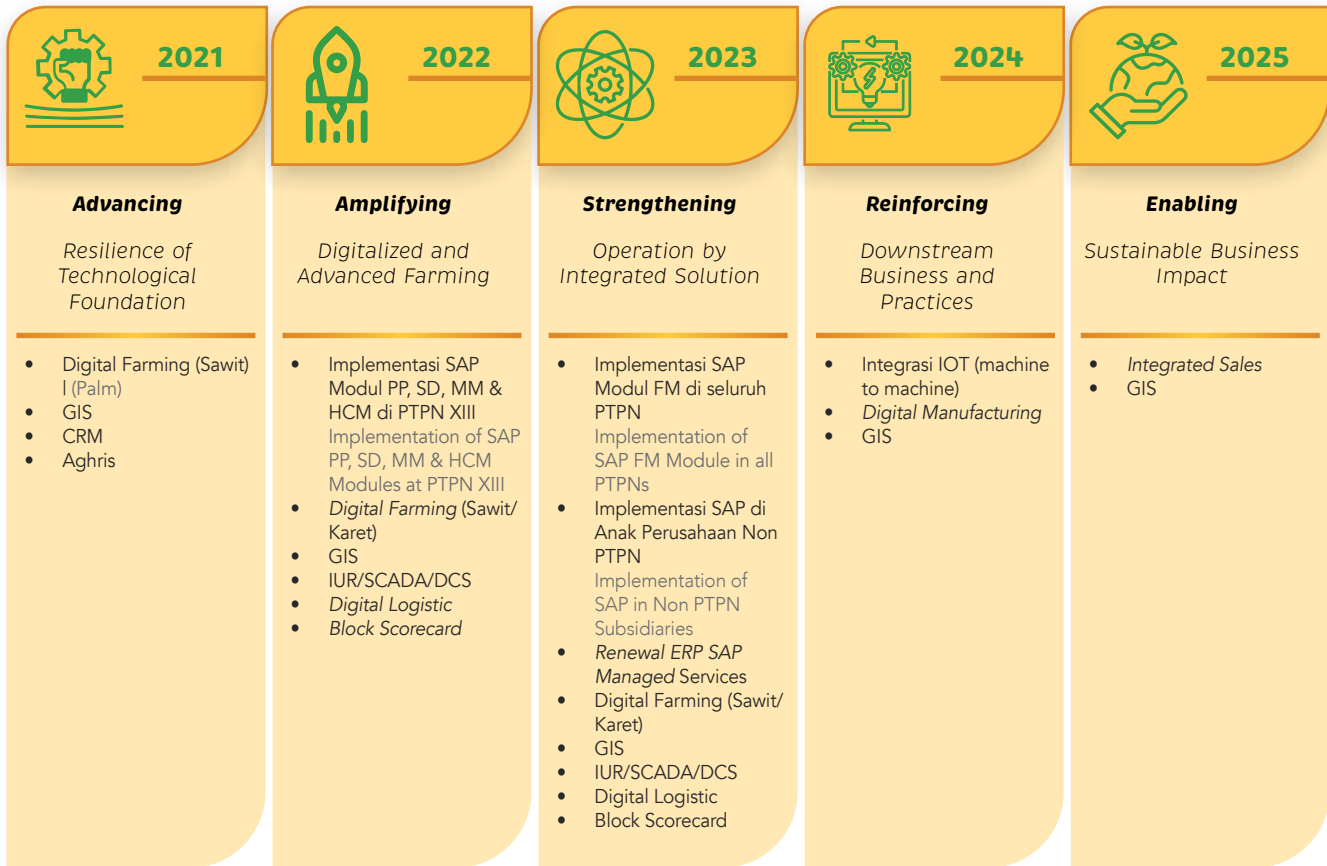 2021
Advancing
Resilience of
Technological
Foundation
• Digital Farming (Sawit)
l (Palm)
• GIS
• CRM
• Aghris
2022
Amplifying
Digitalized and
Advanced Farming
• Implementasi SAP
Modul PP, SD, MM &
HCM di PTPN XIII
Implementation of SAP
PP, SD, MM & HCM
Modules at PTPN XIII
• Digital Farming (Sawit/
Karet)
• GIS
• IUR/SCADA/DCS
• Digital Logistic
• Block Scorecard
2023
Strengthening
Operation by
Integrated Solution
• Implementasi SAP
Modul FM di seluruh
PTPN
Implementation of
SAP FM Module in all
PTPNs
• Implementasi SAP di
Anak Perusahaan Non
PTPN
Implementation of
SAP in Non PTPN
Subsidiaries
• Renewal ERP SAP
Managed Services
• Digital Farming (Sawit/
Karet)
• GIS
• IUR/SCADA/DCS
• Digital Logistic
• Block Scorecard
2024
Reinforcing
Downstream
Business and
Practices
• Integrasi IOT (machine
to machine)
• Digital Manufacturing
• GIS
2025
Enabling
Sustainable Business
Impact
• Integrated Sales
• GIS